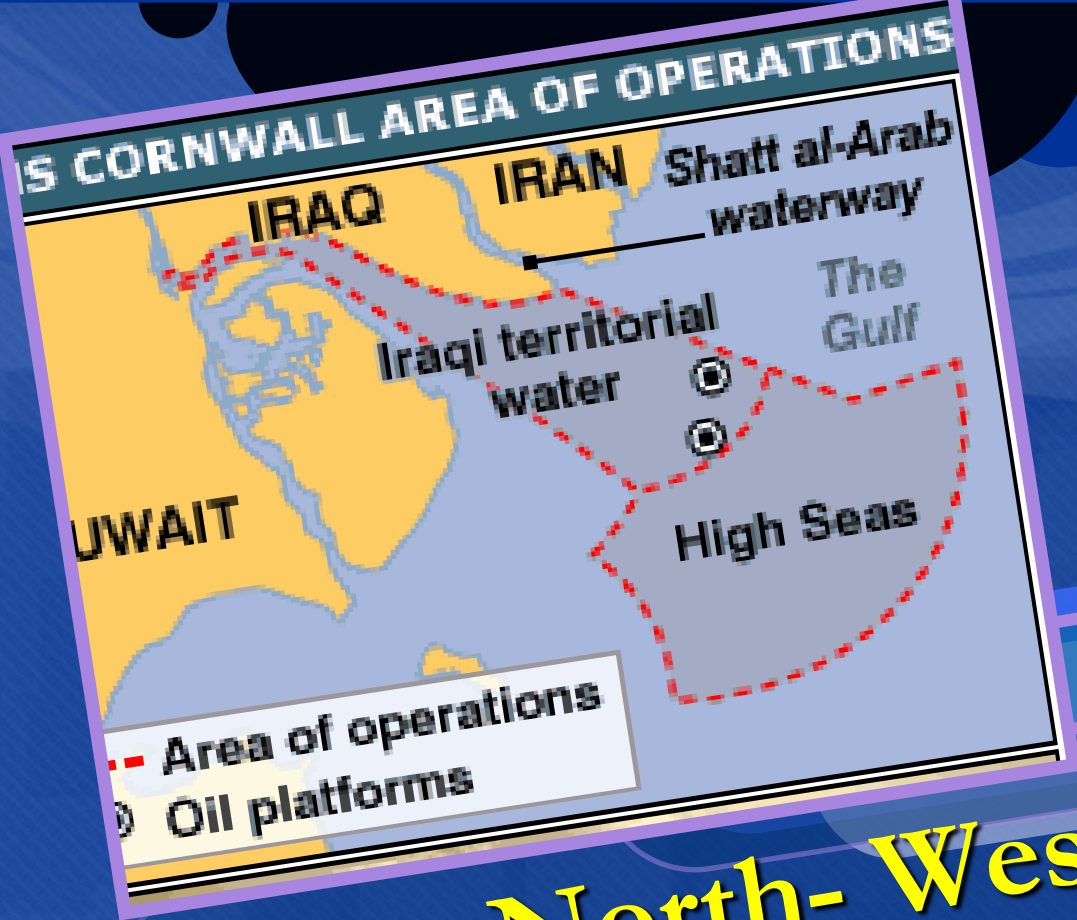 S CORNWALL AREA OF OPERATIONS
IRAQ
IRAN
Shatt al-Arab
waterway
The
Gulf
Iraqi territorial
water
UWAIT
High Seas
Area of operations
Oil platforms
North- Wes